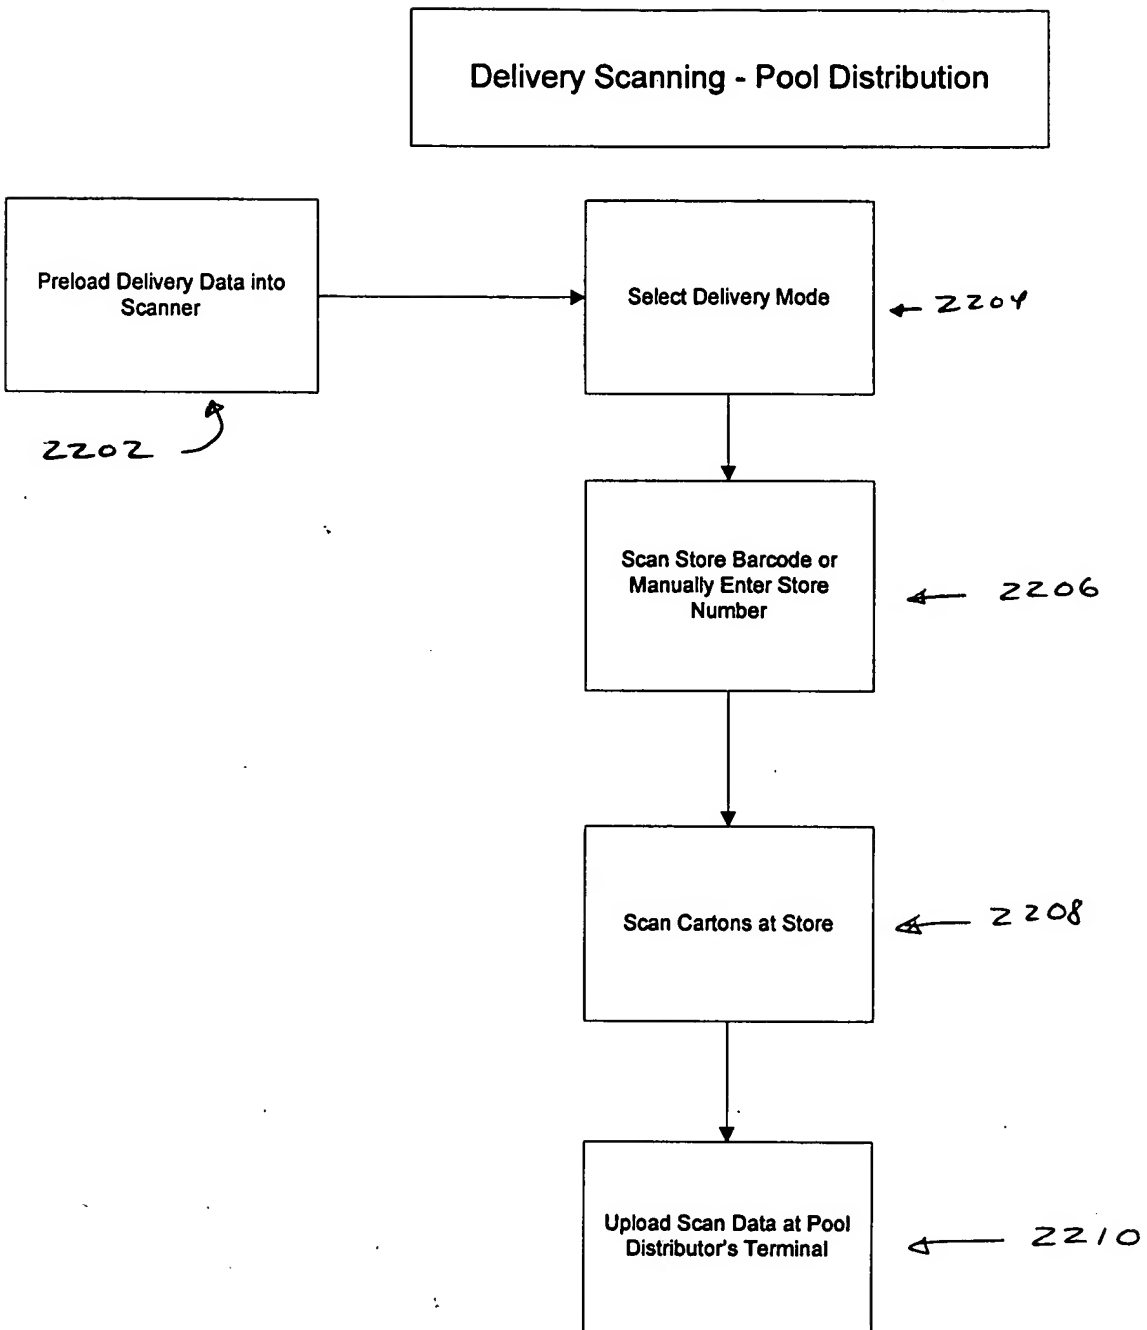 Delivery Scanning - Pool Distribution
Preload Delivery Data into
Scanner
Select Delivery Mode
2204
2202
Scan Store Barcode or
Manually Enter Store
Number
2206
Scan Cartons at Store
2208
Upload Scan Data at Pool
Distributor's Terminal
2210